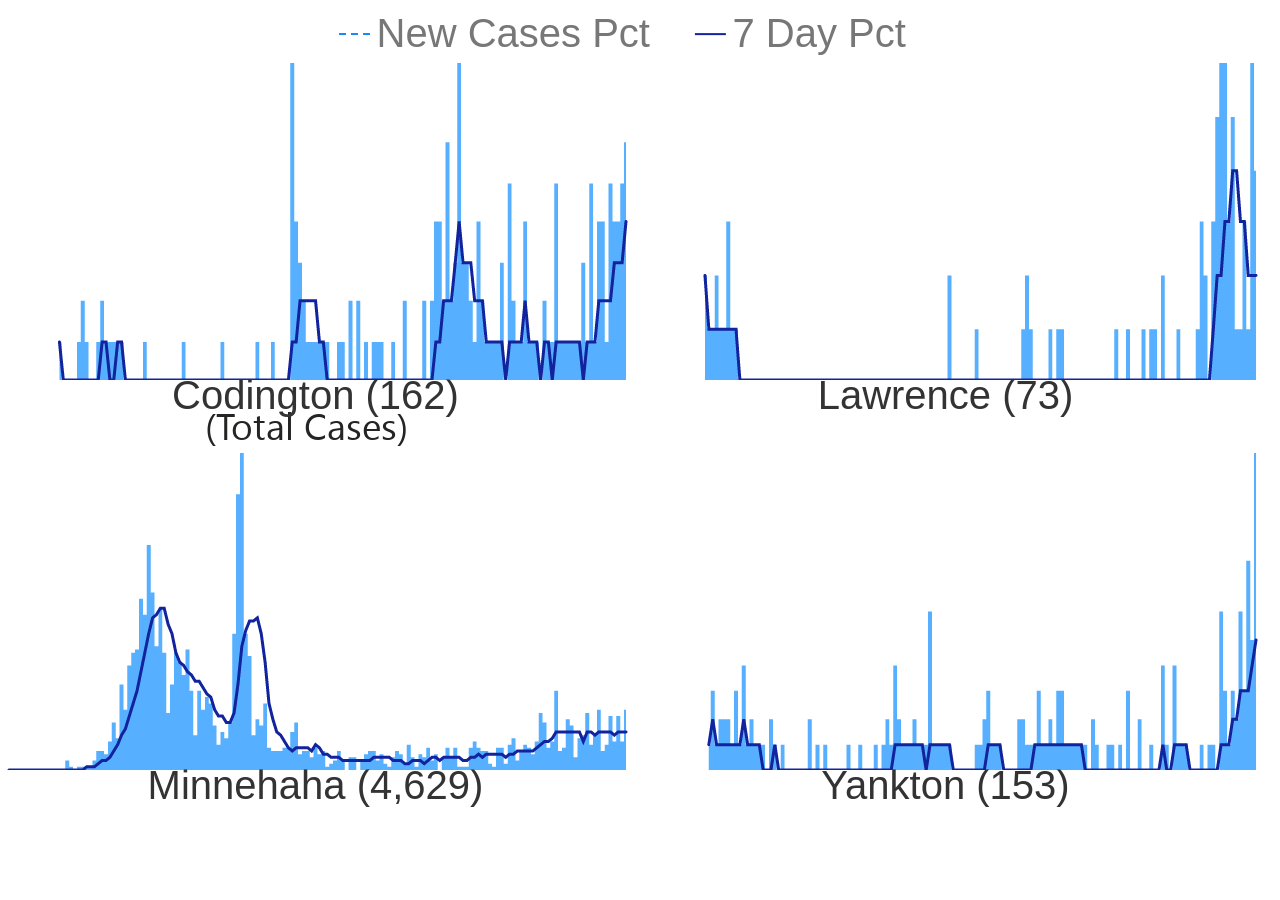 New Cases Pct 7 Day Pct
Codington (162) Lawrence (73)
(Total Cases)
Minnehaha (4,629) Yankton (153)